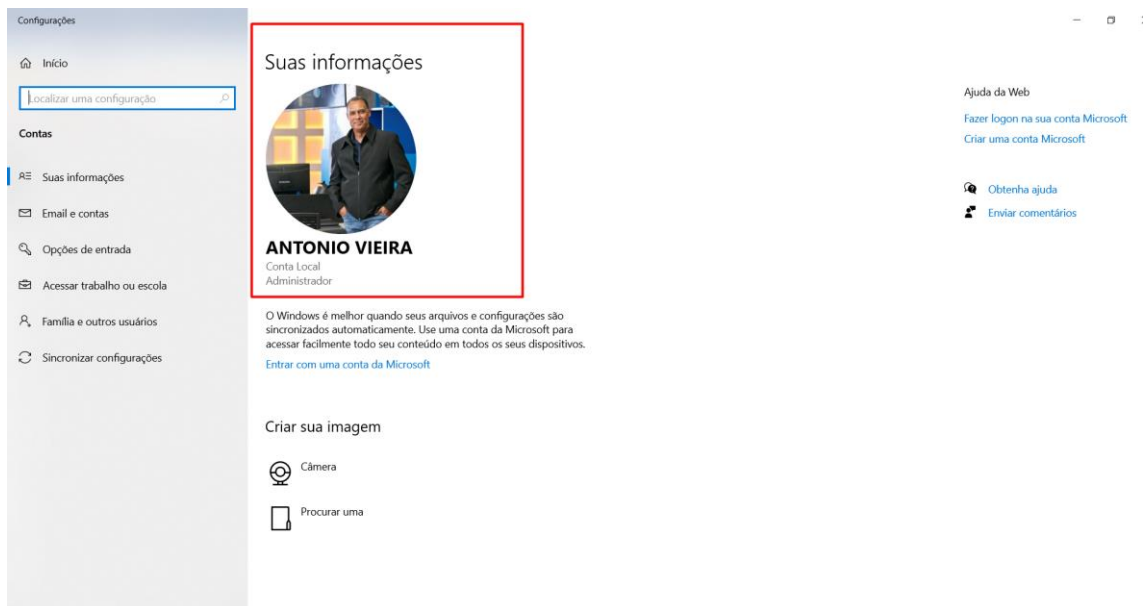 Configurações
Início
Localizar uma configuração
Contas
Suas informações
Email e contas
Opções de entrada
Acessar trabalho ou escola
Família e outros usuários
Sincronizar configurações
Suas informações
ANTONIO VIEIRA
Conta Local
Administrador
O Windows é melhor quando seus arquivos e configurações são
sincronizados automaticamente. Use uma conta da Microsoft para
acessar facilmente todo seu conteúdo em todos os seus dispositivos.
Entrar com uma conta da Microsoft
Criar sua imagem
Câmera
Procurar uma
Ajuda da Web
Fazer logon na sua conta Microsoft
Criar uma conta Microsoft
Obtenha ajuda
Enviar comentários